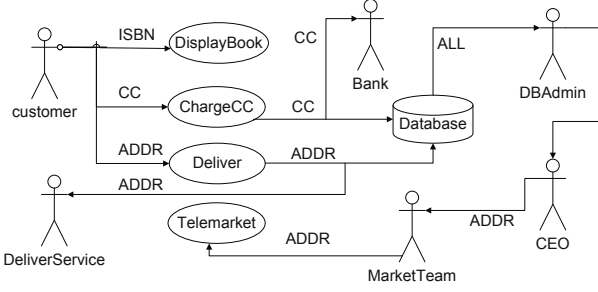 ISBN
DisplayBook
CC
ALL
customer
Bank
DBAdmin
CC
ChargeCC
CC
Database
ADDR
Deliver
ADDR
ADDR
Telemarket
ADDR
ADDR
DeliverService
MarketTeam
CEO